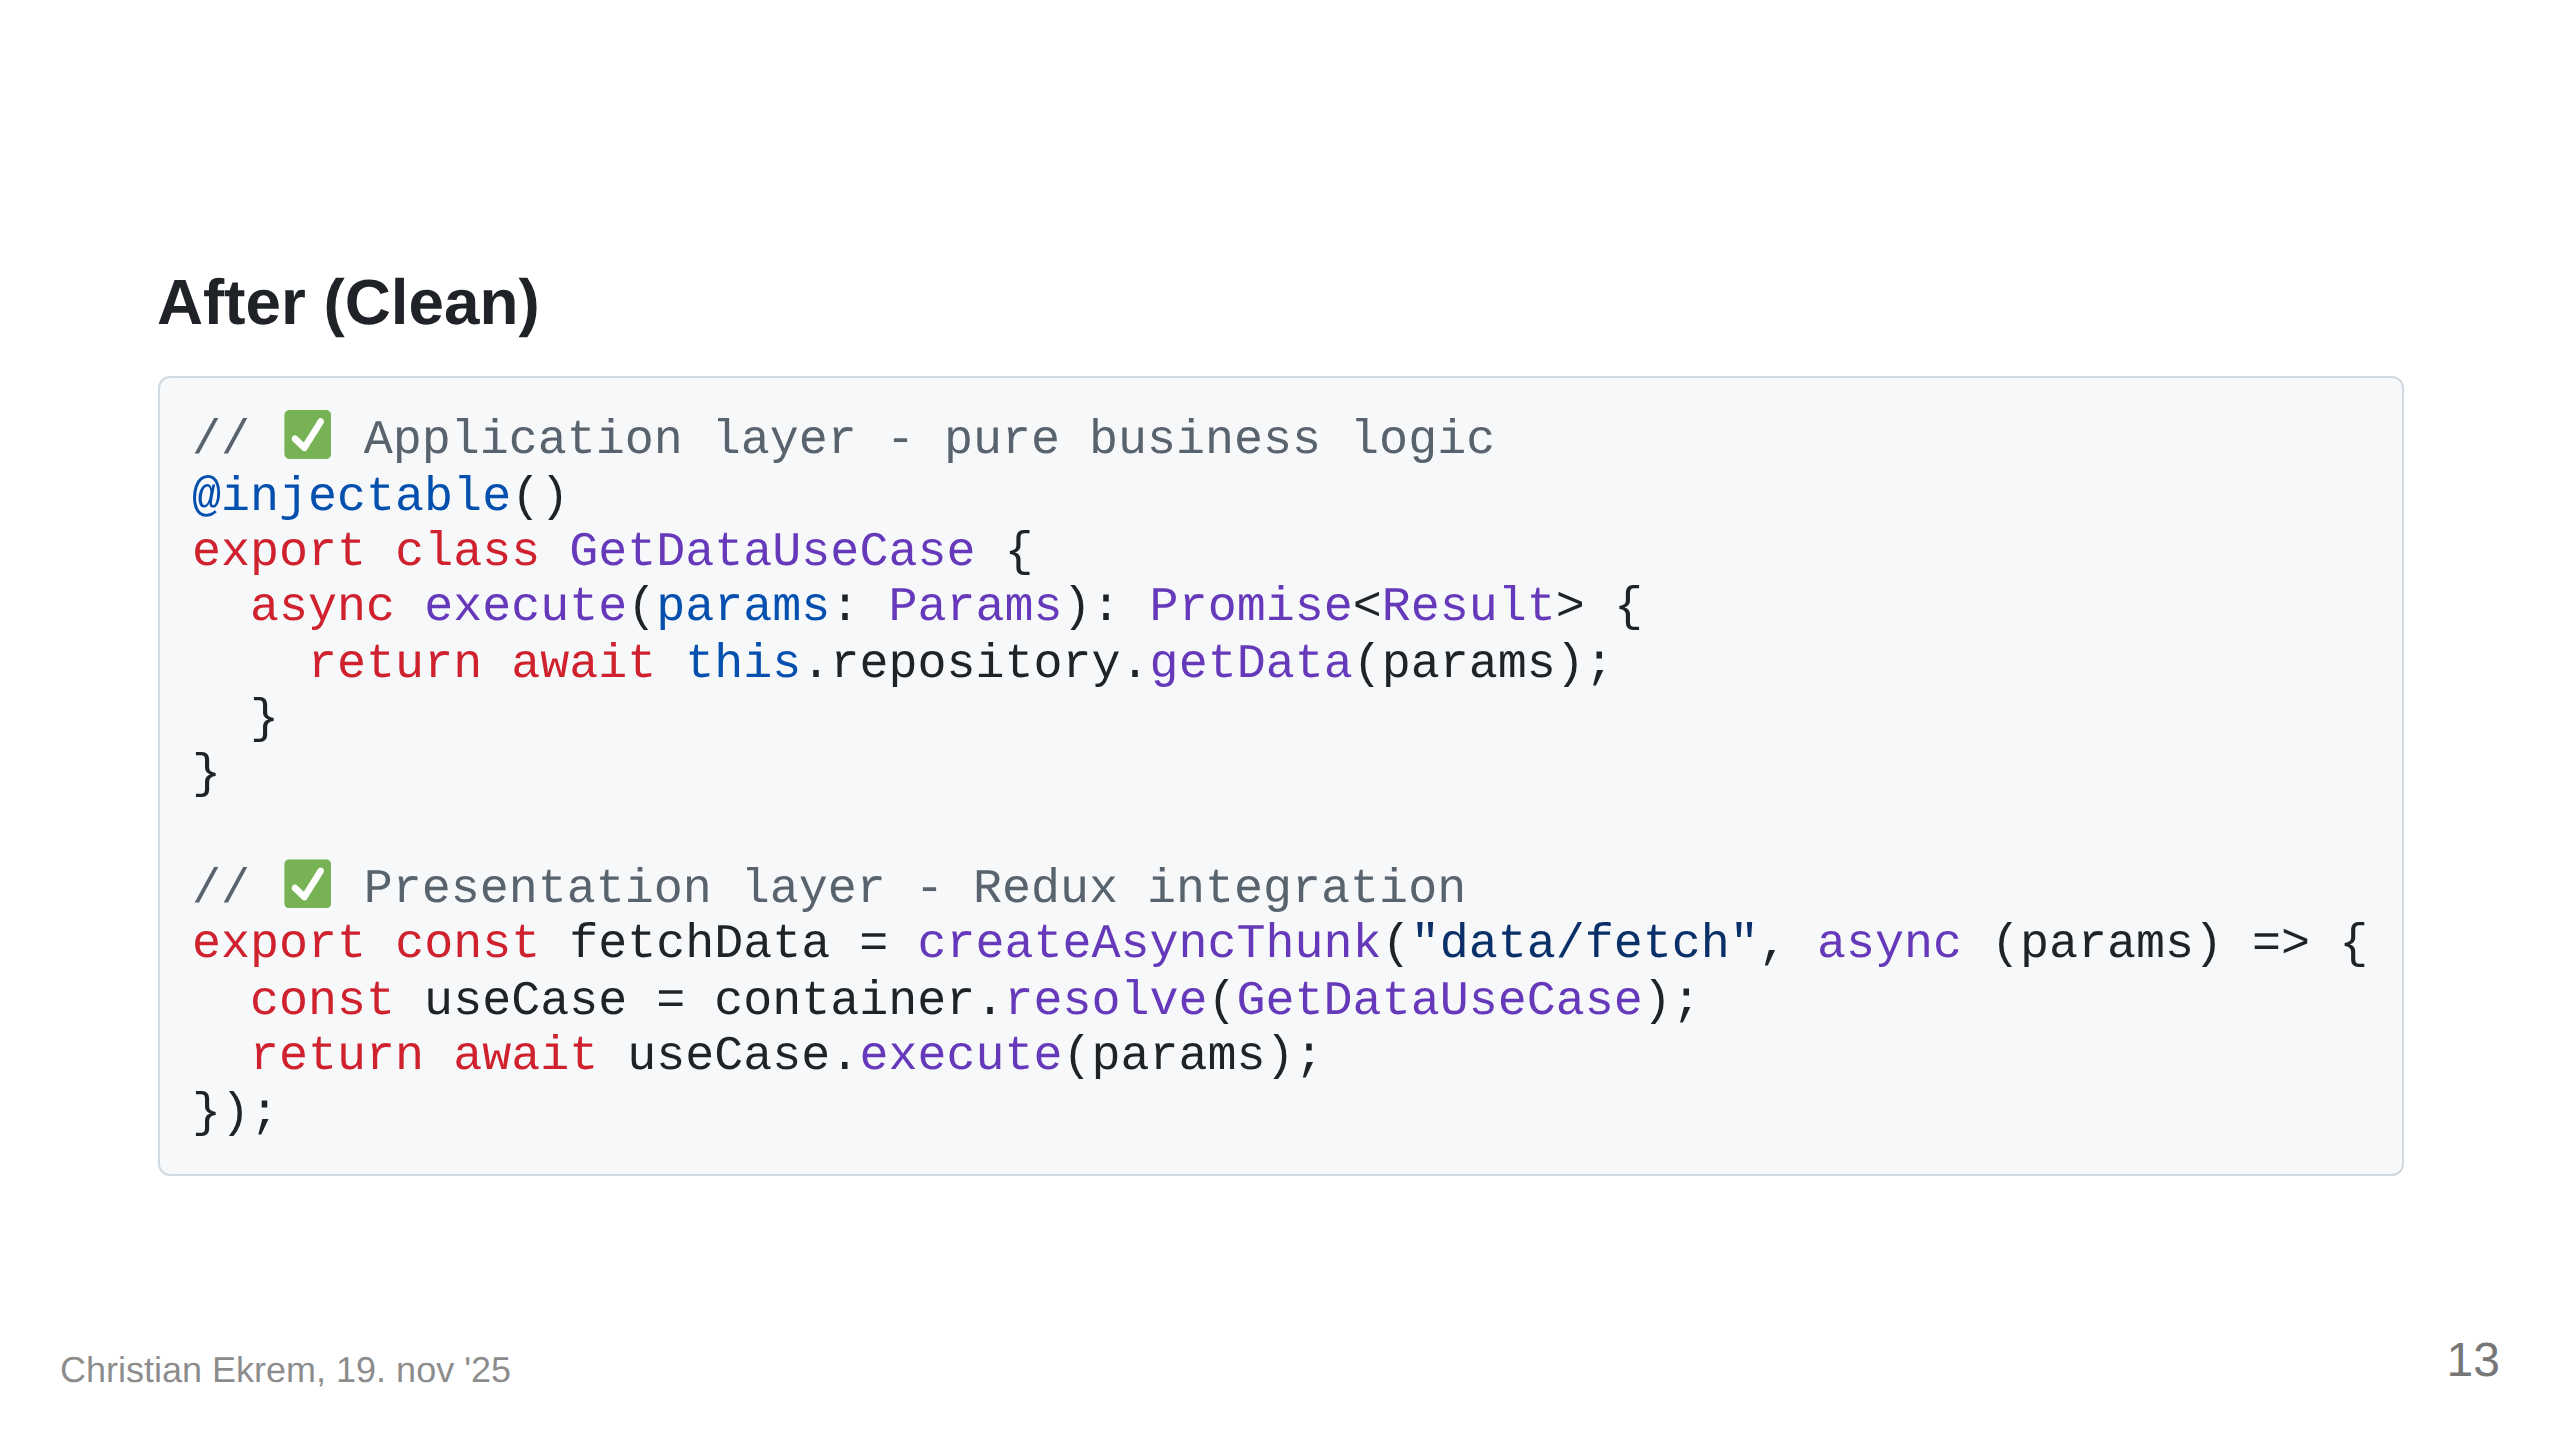 After (Clean)
// ✅ Application layer - pure business logic
@injectable()
export class GetDataUseCase {
  async execute(params: Params): Promise<Result> {
    return await this.repository.getData(params);
  }
}

// ✅ Presentation layer - Redux integration
export const fetchData = createAsyncThunk("data/fetch", async (params) => {
  const useCase = container.resolve(GetDataUseCase);
  return await useCase.execute(params);
});
Christian Ekrem, 19. nov '25
13